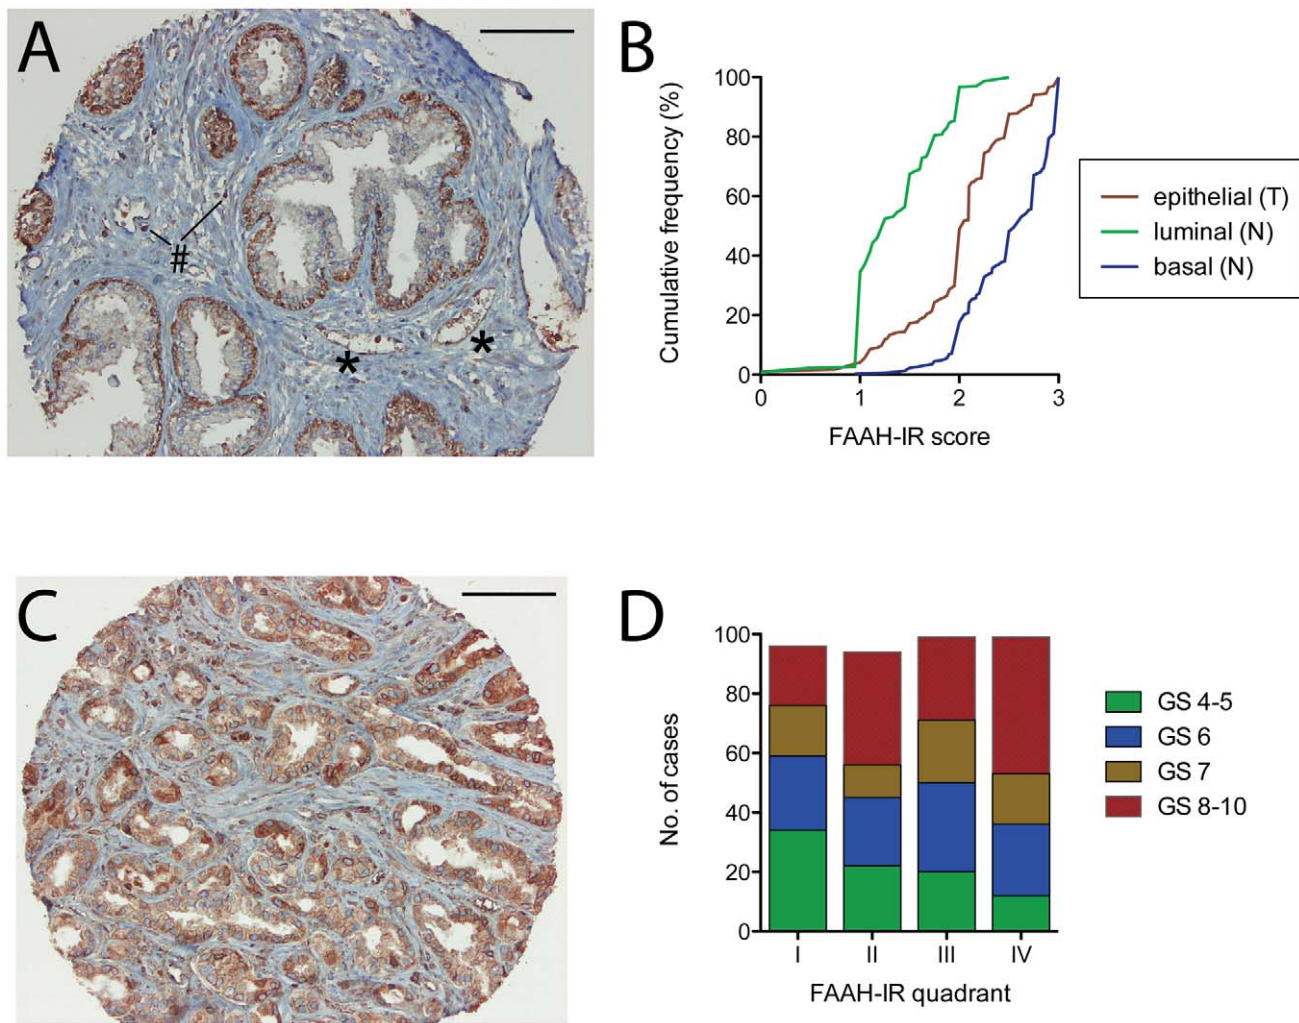 A
#
*
*
B
Cumulative frequency (%)
100
80
60
40
20
0
0 1 2 3
FAAH-IR score
epithelial (T)
luminal (N)
basal (N)
C
D
No. of cases
100
80
60
40
20
0
I II III IV
FAAH-IR quadrant
GS 4-5
GS 6
GS 7
GS 8-10